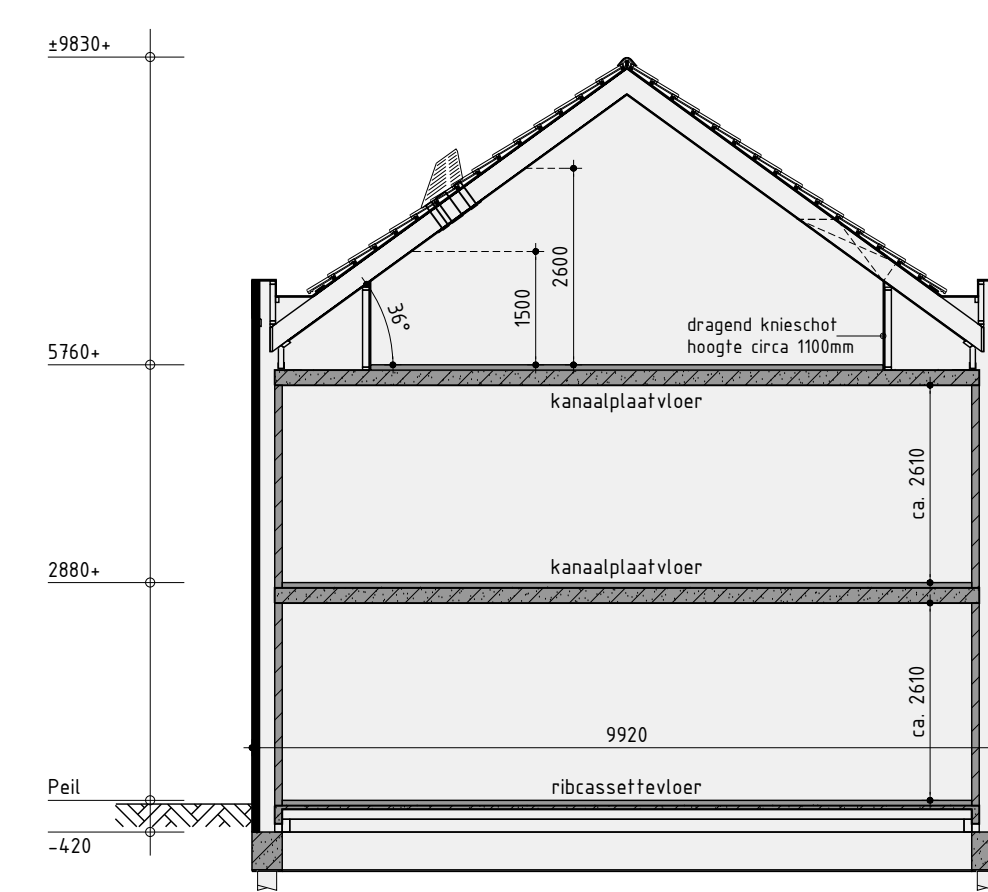 ±9830+
2600
1500
36°
dragend knieschot
hoogte circa 1100mm
5760+
kanaalplaatvloer
ca. 2610
kanaalplaatvloer
2880+
ca. 2610
9920
Peil
ribcassettevloer
-420